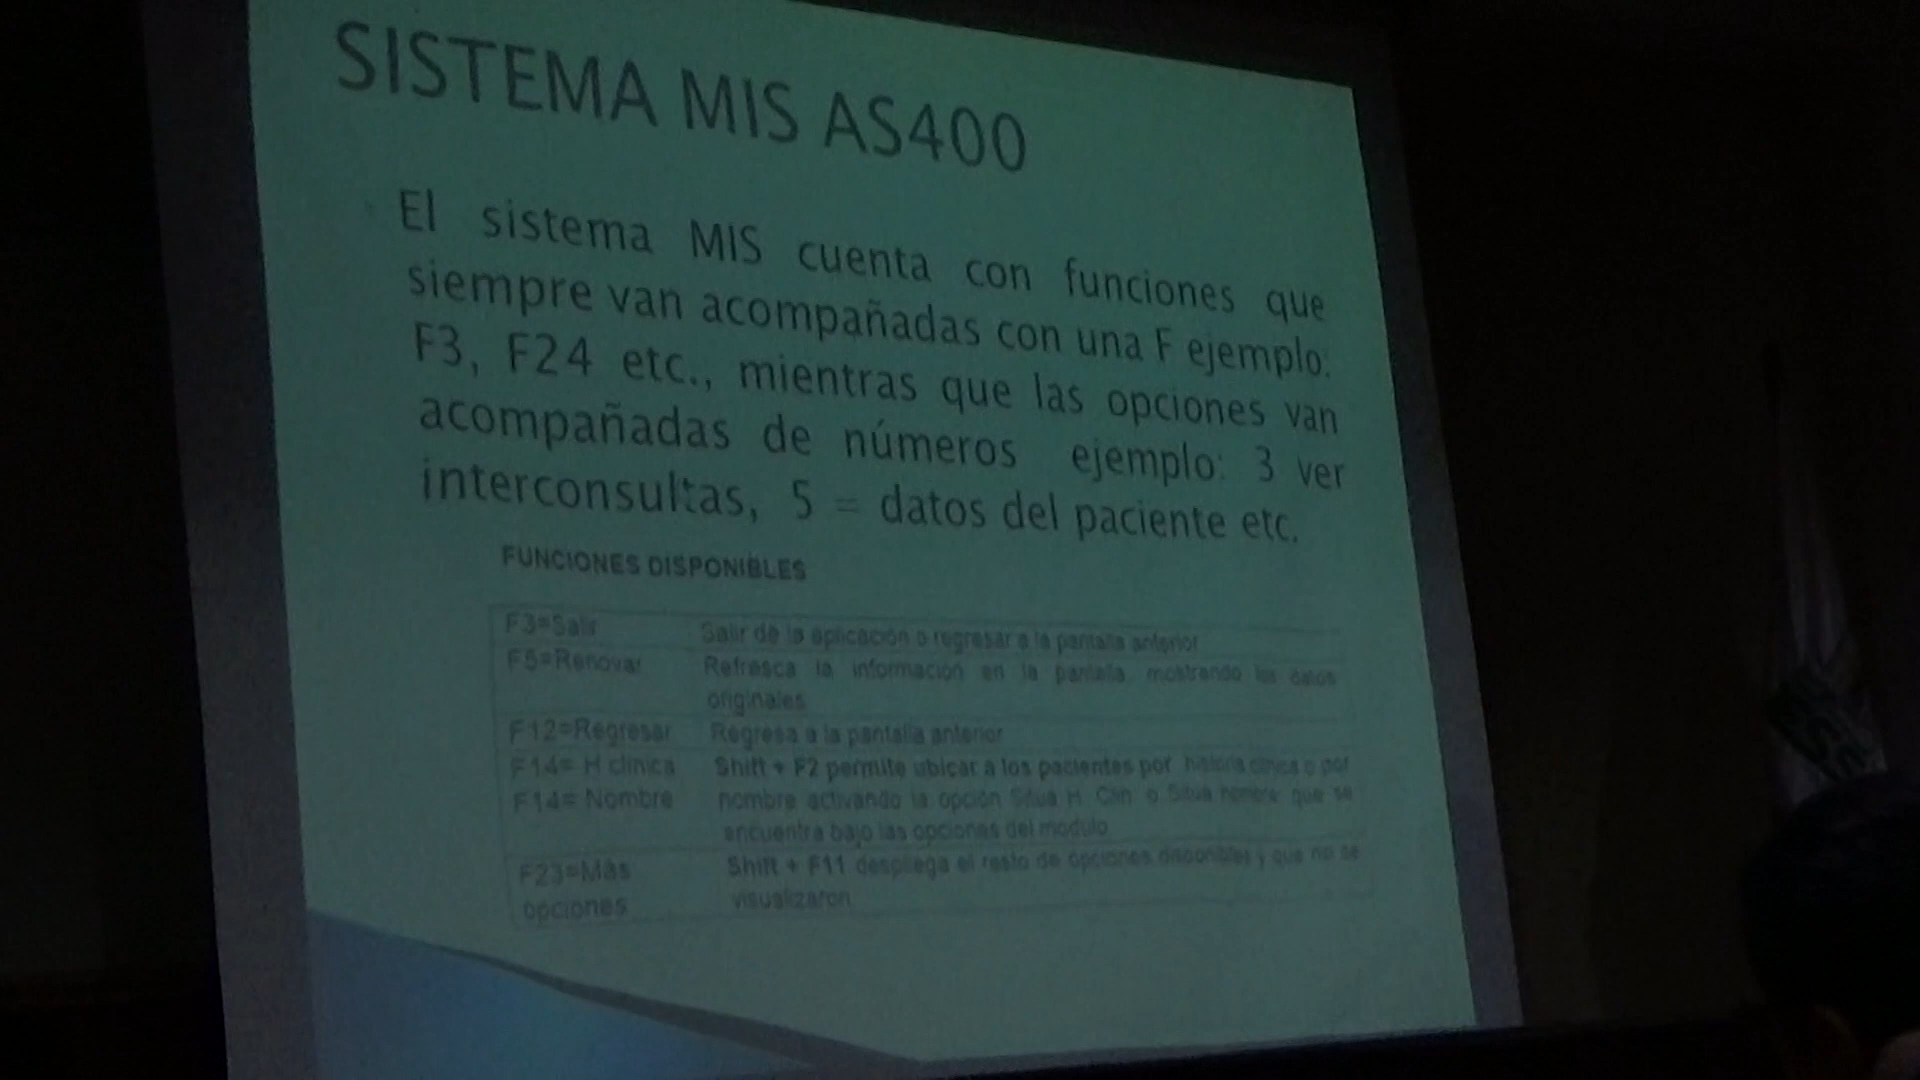 SISTEMA MIS AS400
El sistema MIS cuenta con funciones que
siempre van acompañadas con una F ejemplo:
F3, F24 etc., mientras que las opciones van
acompañadas de números ejemplo: 3 ver
interconsultas, 5 = datos del paciente etc.
FUNCIONES DISPONIBLES
F3=Salir Salir de la aplicación o regresar a la pantalla anterior
F5=Renovar Refresca la información en la pantalla, mostrando los datos
originales
F12=Regresar Regresa a la pantalla anterior
F14= H clinica Shift + F2 permite ubicar a los pacientes por historia clinica o por
F14= Nombre nombre activando la opción Situa H. Clin o Situa nombre que se
encuentra bajo las opciones del modulo
F23=Más Shift + F11 despliega el resto de opciones disponibles y que no se
opciones visualizaron